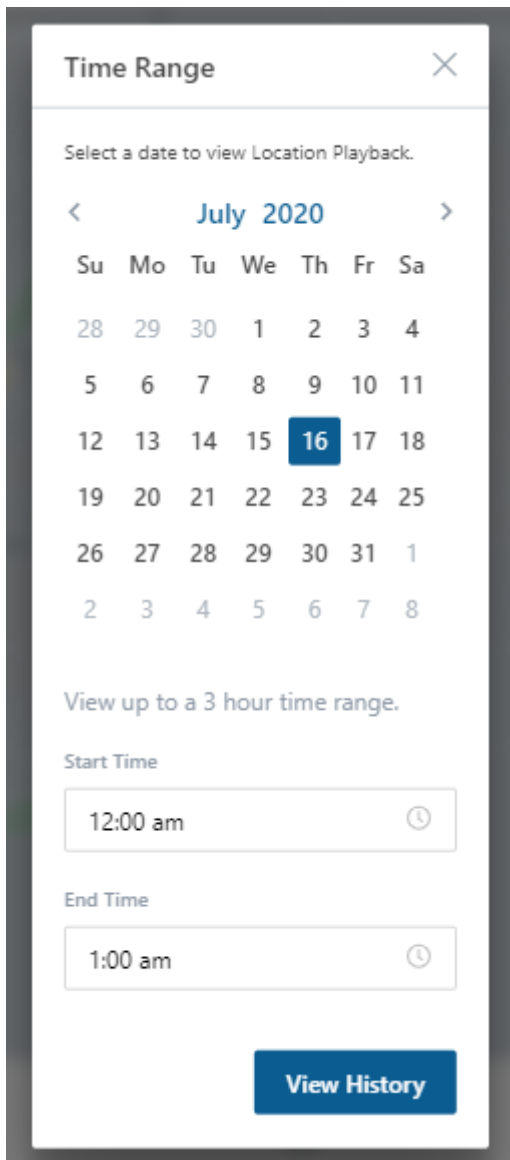 Time Range
Select a date to view Location Playback.
July 2020
Su Mo Tu We Th Fr Sa
28 29 30 1 2 3 4
5 6 7 8 9 10 11
12 13 14 15 16 17 18
19 20 21 22 23 24 25
26 27 28 29 30 31 1
2 3 4 5 6 7 8
View up to a 3 hour time range.
Start Time
12:00 am
End Time
1:00 am
View History